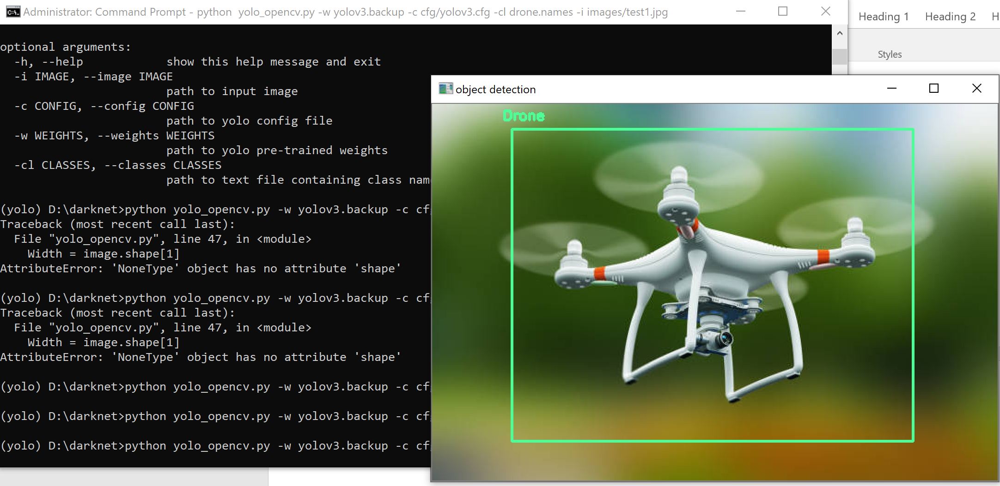 Administrator: Command Prompt - python  yolo_opencv.py -w yolov3.backup -c cfg/yolov3.cfg -cl drone.names -i images/test1.jpg
Heading 1 Heading 2 H
Styles
optional arguments:
  -h, --help            show this help message and exit
  -i IMAGE, --image IMAGE
                        path to input image
  -c CONFIG, --config CONFIG
                        path to yolo config file
  -w WEIGHTS, --weights WEIGHTS
                        path to yolo pre-trained weights
  -cl CLASSES, --classes CLASSES
                        path to text file containing class nam
(yolo) D:\darknet>python yolo_opencv.py -w yolov3.backup -c cf
Traceback (most recent call last):
  File "yolo_opencv.py", line 47, in <module>
    Width = image.shape[1]
AttributeError: 'NoneType' object has no attribute 'shape'
(yolo) D:\darknet>python yolo_opencv.py -w yolov3.backup -c cf
Traceback (most recent call last):
  File "yolo_opencv.py", line 47, in <module>
    Width = image.shape[1]
AttributeError: 'NoneType' object has no attribute 'shape'
(yolo) D:\darknet>python yolo_opencv.py -w yolov3.backup -c cf
(yolo) D:\darknet>python yolo_opencv.py -w yolov3.backup -c cf
(yolo) D:\darknet>python yolo_opencv.py -w yolov3.backup -c cf
object detection
Drone